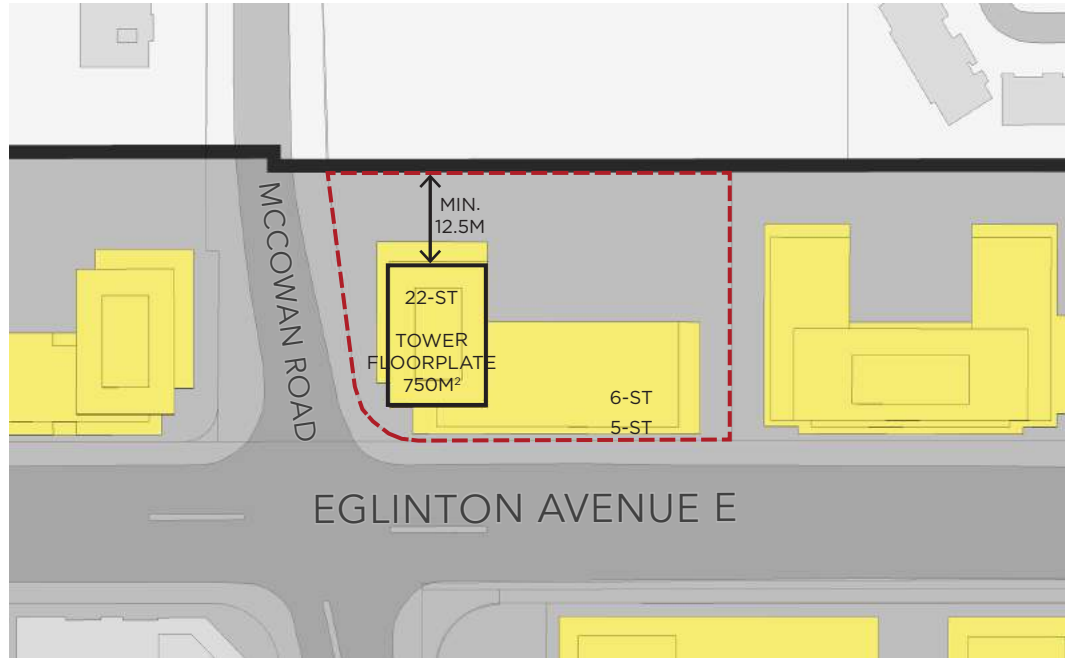 MIN.
12.5M
MCCOWAN ROAD
22-ST
TOWER
FLOORPLATE
750M²
6-ST
5-ST
EGLINTON AVENUE E